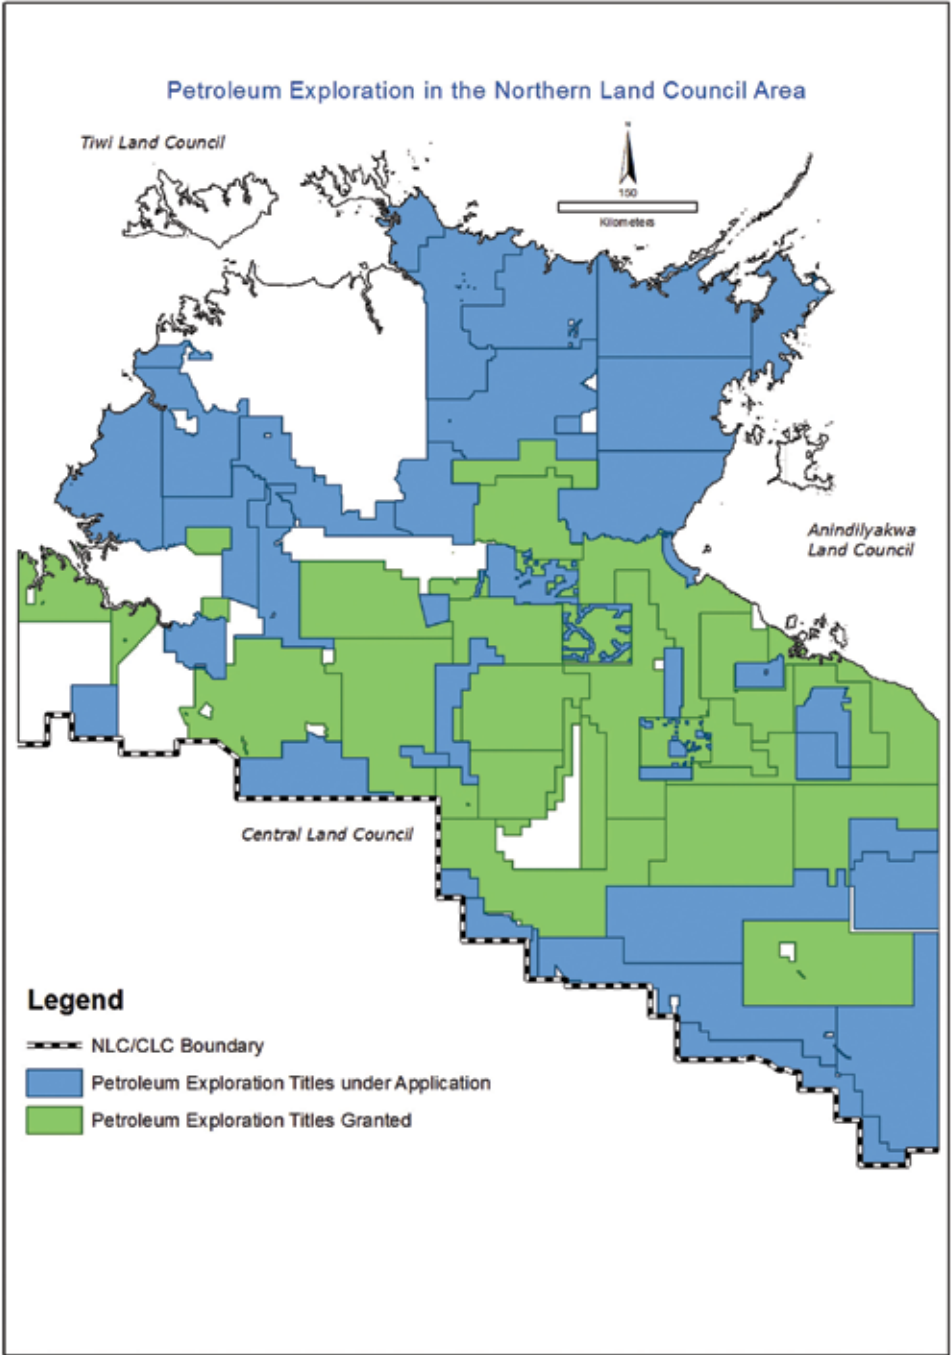 Petroleum Exploration in the Northern Land Council Area
Tiwi Land Council
N
150
Kilometers
Anindilyakwa
Land Council
Central Land Council
Legend
NLC/CLC Boundary
Petroleum Exploration Titles under Application
Petroleum Exploration Titles Granted